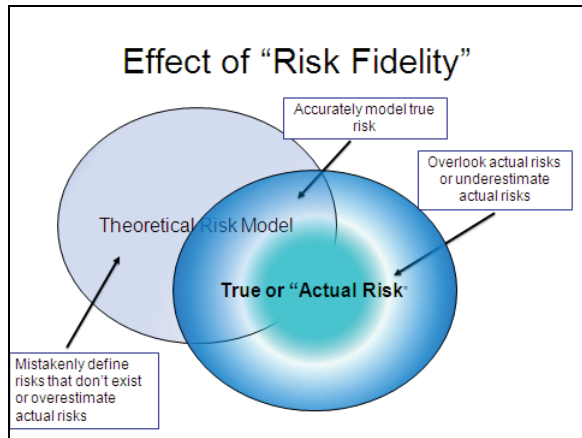 Effect of “Risk Fidelity”
Accurately model true
risk
Overlook actual risks
or underestimate
actual risks
Theoretical Risk Model
True or “Actual Risk”
Mistakenly define
risks that don’t exist
or overestimate
actual risks